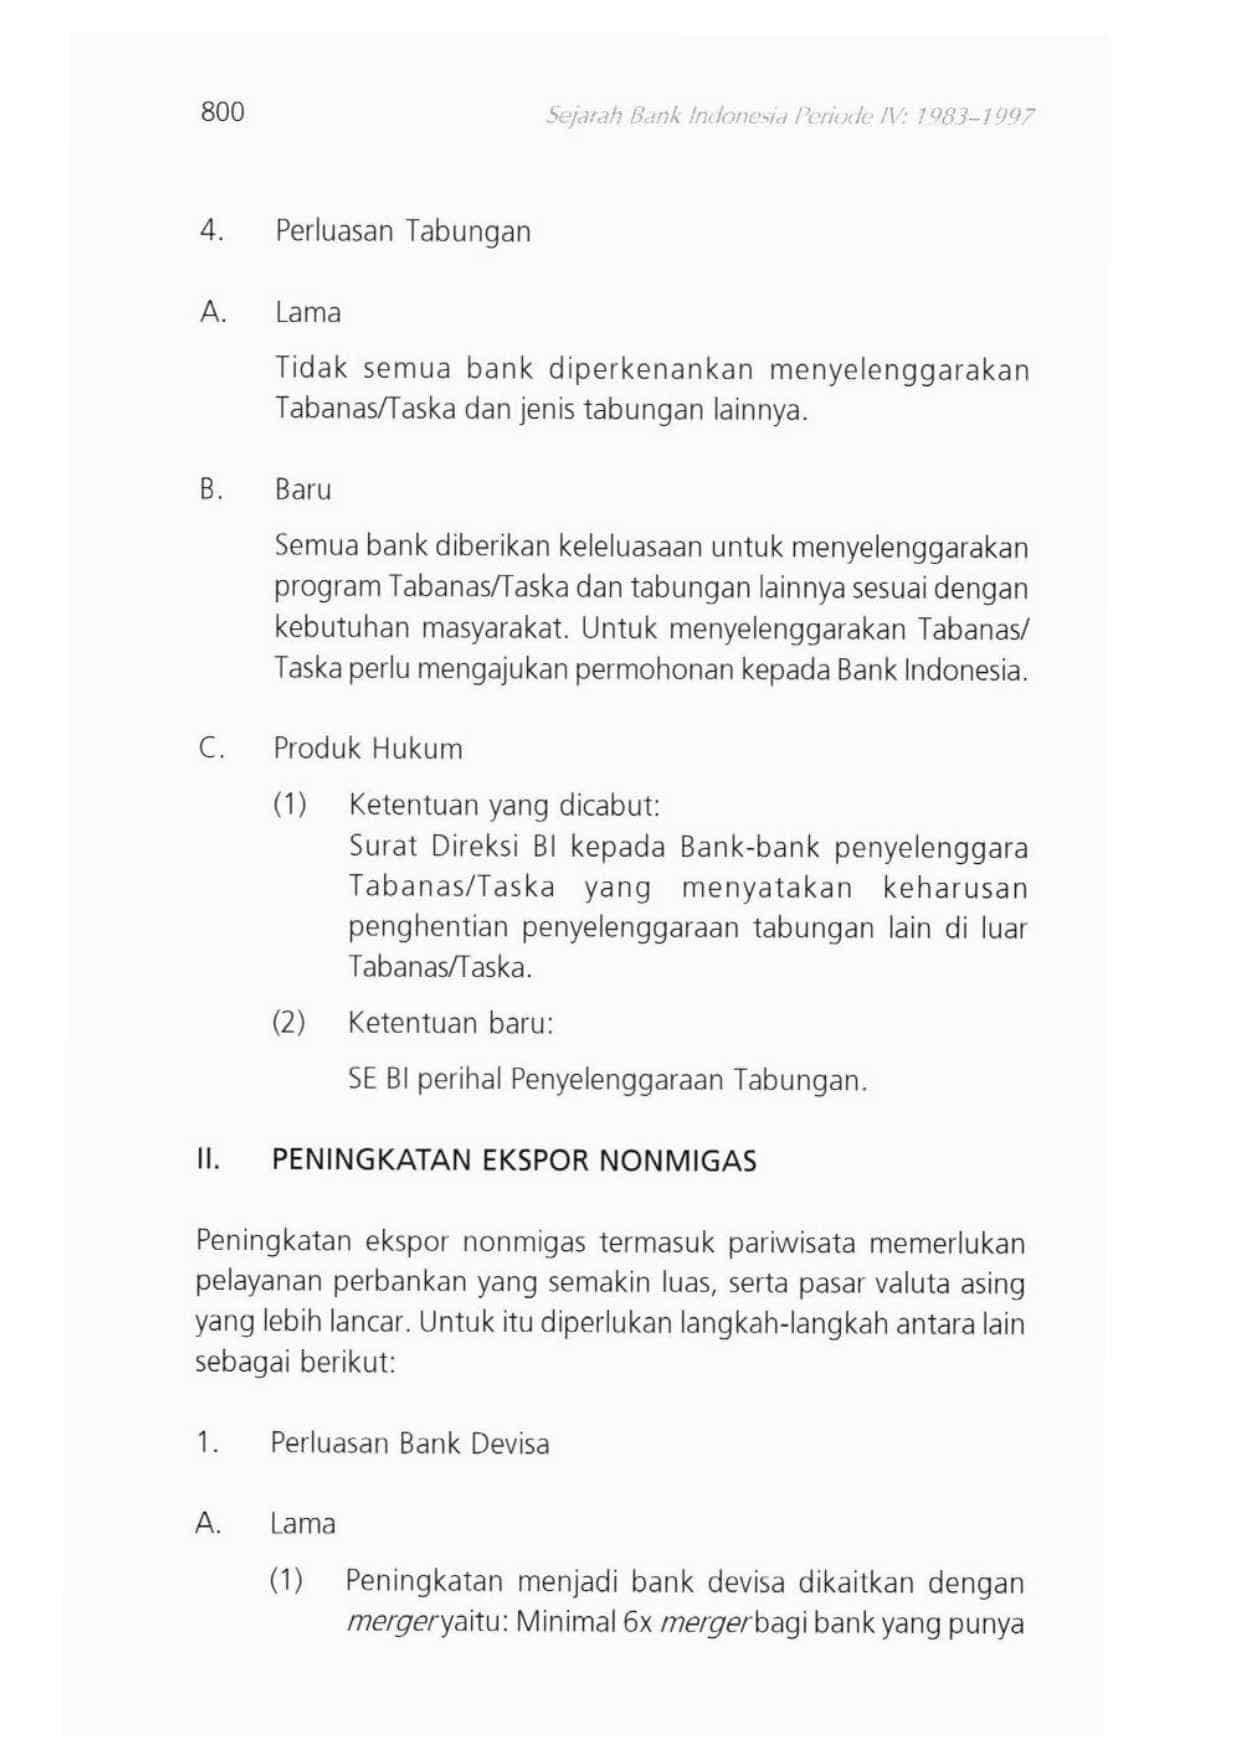 800
Sejarah Bank Indonesia Periode IV: 1983–1997
4. Perluasan Tabungan
A. Lama
Tidak semua bank diperkenankan menyelenggarakan
Tabanas/Taska dan jenis tabungan lainnya.
B. Baru
Semua bank diberikan keleluasaan untuk menyelenggarakan
program Tabanas/Taska dan tabungan lainnya sesuai dengan
kebutuhan masyarakat. Untuk menyelenggarakan Tabanas/
Taska perlu mengajukan permohonan kepada Bank Indonesia.
C. Produk Hukum
(1) Ketentuan yang dicabut:
Surat Direksi BI kepada Bank-bank penyelenggara
Tabanas/Taska yang menyatakan keharusan
penghentian penyelenggaraan tabungan lain di luar
Tabanas/Taska.
(2) Ketentuan baru:
SE BI perihal Penyelenggaraan Tabungan.
II. PENINGKATAN EKSPOR NONMIGAS
Peningkatan ekspor nonmigas termasuk pariwisata memerlukan
pelayanan perbankan yang semakin luas, serta pasar valuta asing
yang lebih lancar. Untuk itu diperlukan langkah-langkah antara lain
sebagai berikut:
1. Perluasan Bank Devisa
A. Lama
(1) Peningkatan menjadi bank devisa dikaitkan dengan
merger yaitu: Minimal 6x merger bagi bank yang punya